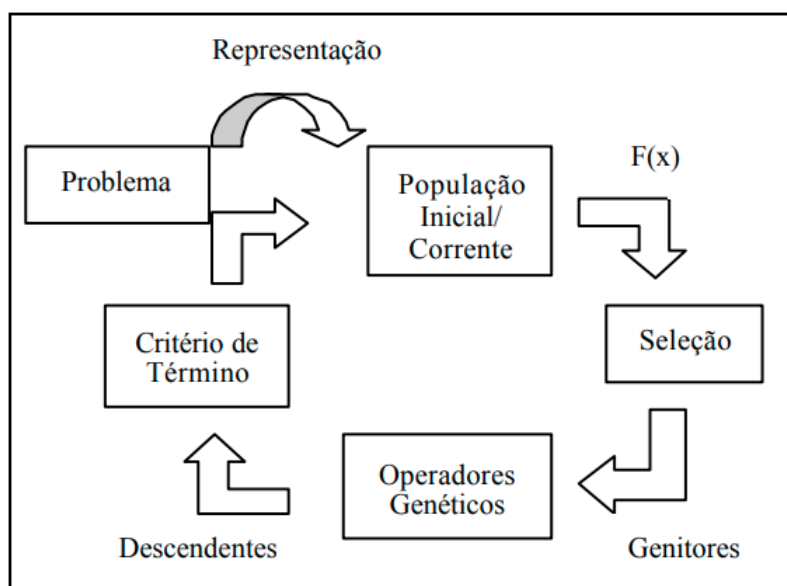 Representação
Problema
População
Inicial/
Corrente
F(x)
Seleção
Critério de
Término
Operadores
Genéticos
Descendentes
Genitores